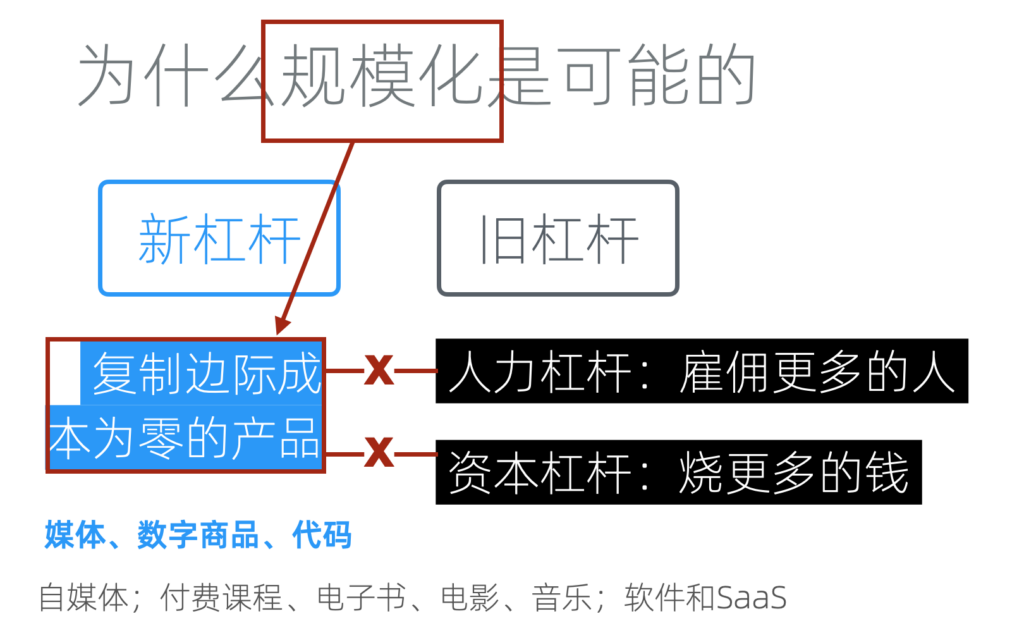 为什么规模化是可能的
新杠杆
旧杠杆
复制边际成
本为零的产品
X
人力杠杆：雇佣更多的人
X
资本杠杆：烧更多的钱
媒体、数字商品、代码
自媒体；付费课程、电子书、电影、音乐；软件和SaaS